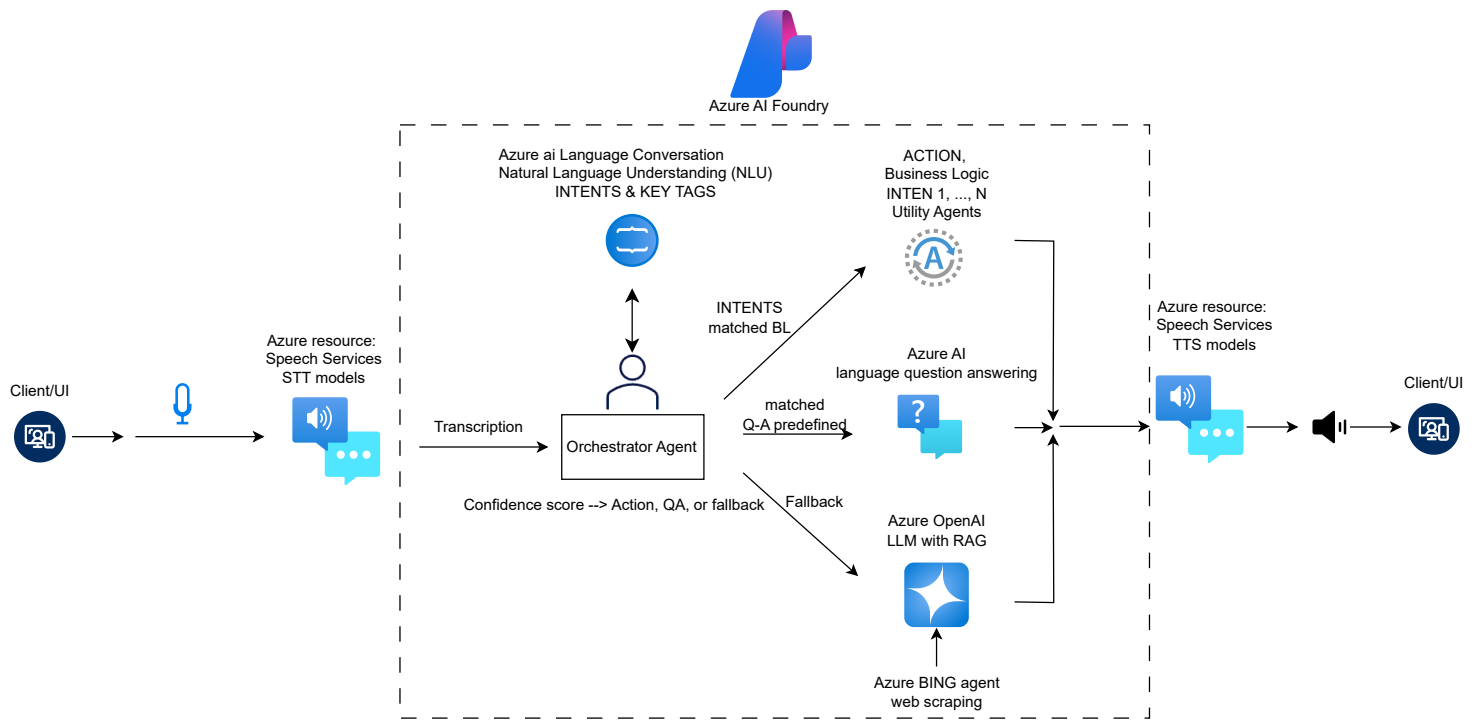 Azure AI Foundry
Azure ai Language Conversation
Natural Language Understanding (NLU)
INTENTS & KEY TAGS
ACTION,
Business Logic
INTEN 1, ..., N
Utility Agents
A
INTENTS
matched BL
Azure resource:
Speech Services
STT models
Client/UI
Transcription
Orchestrator Agent
Confidence score --> Action, QA, or fallback
Azure AI
language question answering
?
matched
Q-A predefined
Fallback
Azure OpenAI
LLM with RAG
Azure BING agent
web scraping
Azure resource:
Speech Services
TTS models
Client/UI